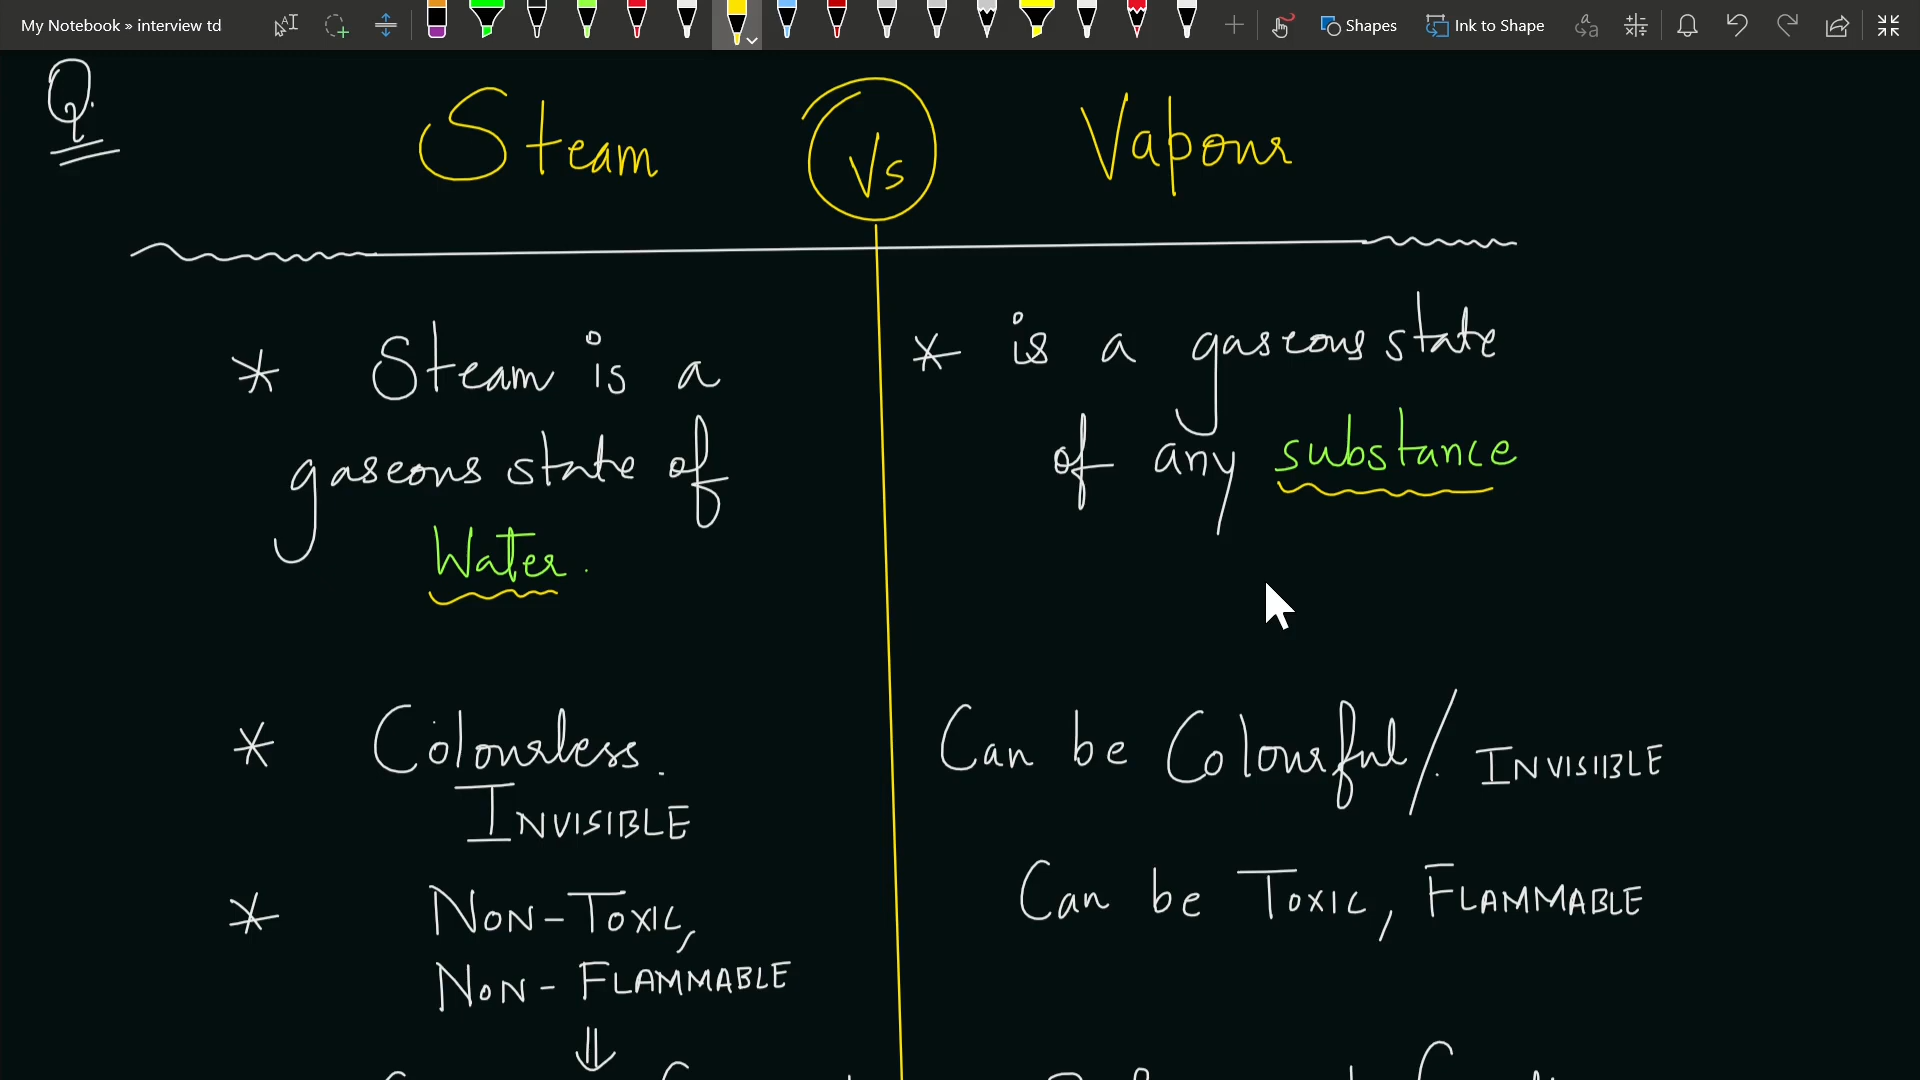 My Notebook » interview td
Shapes
Ink to Shape
Q.
Steam Vs Vapour
* Steam is a
gaseous state of
Water.
* is a gaseous state
of any substance
* Colourless.
INVISIBLE
Can be Colourful / INVISIBLE
* NON-TOXIC,
NON-FLAMMABLE
⇓
Can be TOXIC, FLAMMABLE